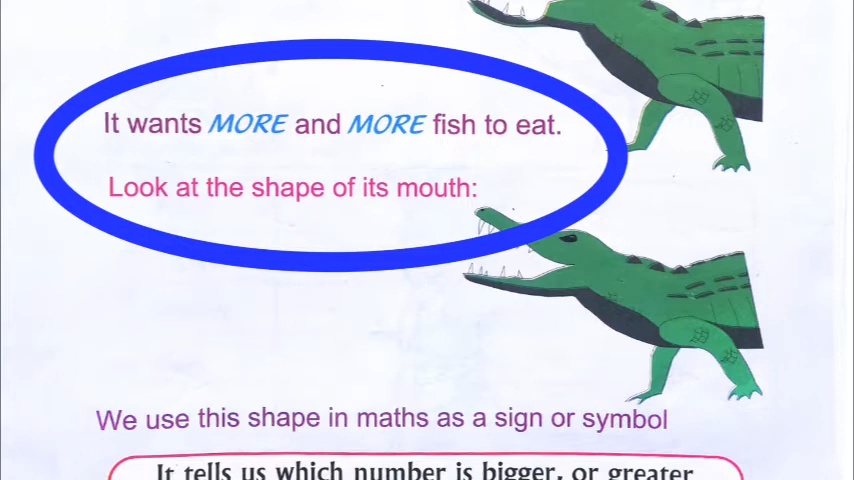 It wants MORE and MORE fish to eat.
Look at the shape of its mouth:
We use this shape in maths as a sign or symbol
It tells us which number is bigger, or greater